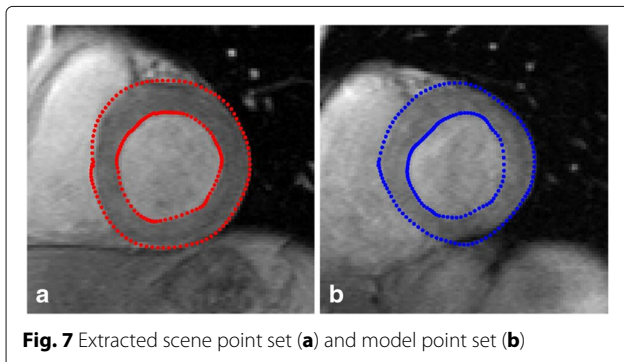 a
b
Fig. 7 Extracted scene point set (a) and model point set (b)